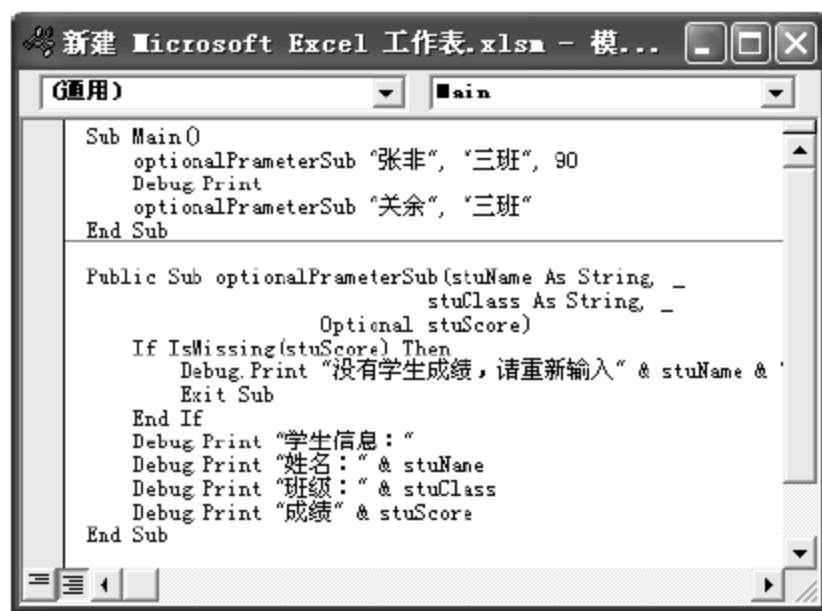 新建 Microsoft Excel 工作表.xlsm - 模...
(通用) Main
Sub Main()
optionalPrameterSub "张非", "三班", 90
Debug.Print
optionalPrameterSub "关余", "三班"
End Sub
Public Sub optionalPrameterSub(stuName As String, _
stuClass As String, _
Optional stuScore)
If IsMissing(stuScore) Then
Debug.Print "没有学生成绩，请重新输入" & stuName & "
Exit Sub
End If
Debug.Print "学生信息："
Debug.Print "姓名：" & stuName
Debug.Print "班级：" & stuClass
Debug.Print "成绩" & stuScore
End Sub